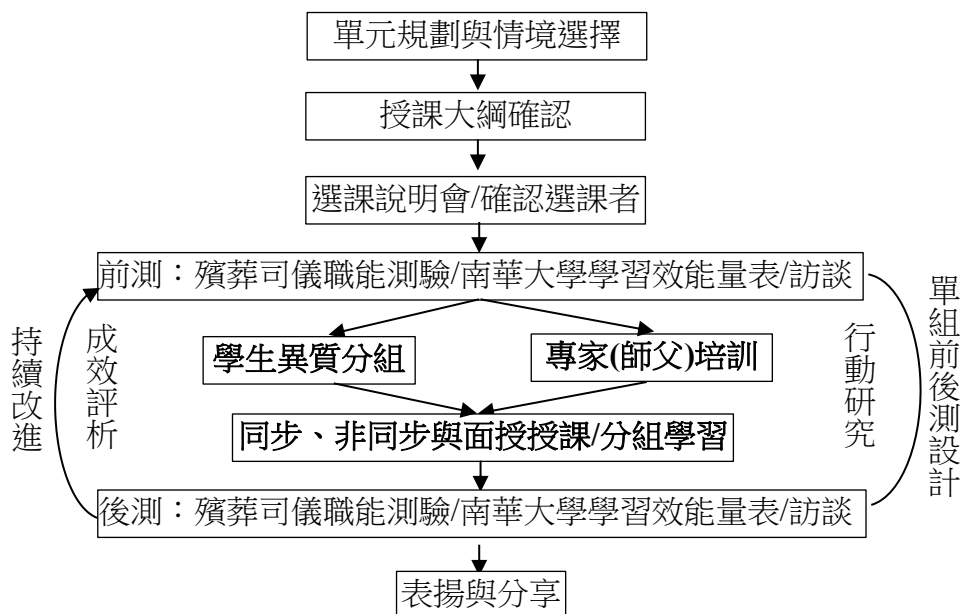 單元規劃與情境選擇
授課大綱確認
選課說明會/確認選課者
前測：殯葬司儀職能測驗/南華大學學習效能量表/訪談
持續改進
成效評析
學生異質分組
專家(師父)培訓
行動研究
單組前後測設計
同步、非同步與面授授課/分組學習
後測：殯葬司儀職能測驗/南華大學學習效能量表/訪談
表揚與分享